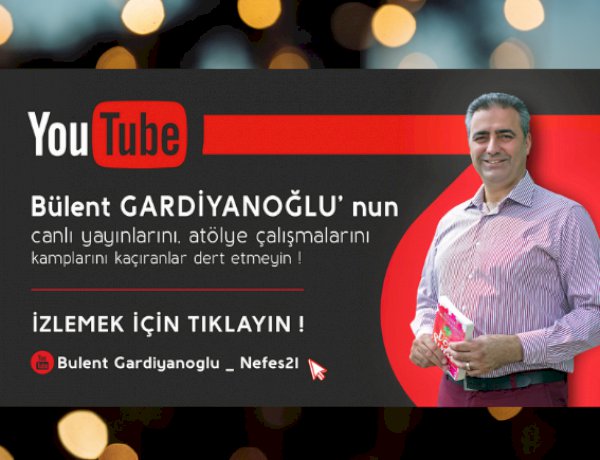 YouTube
Bülent GARDİYANOĞLU' nun
canlı yayınlarını, atölye çalışmalarını
kamplarını kaçıranlar dert etmeyin !
İZLEMEK İÇİN TIKLAYIN !
Bulent Gardiyanoglu _ Nefes21